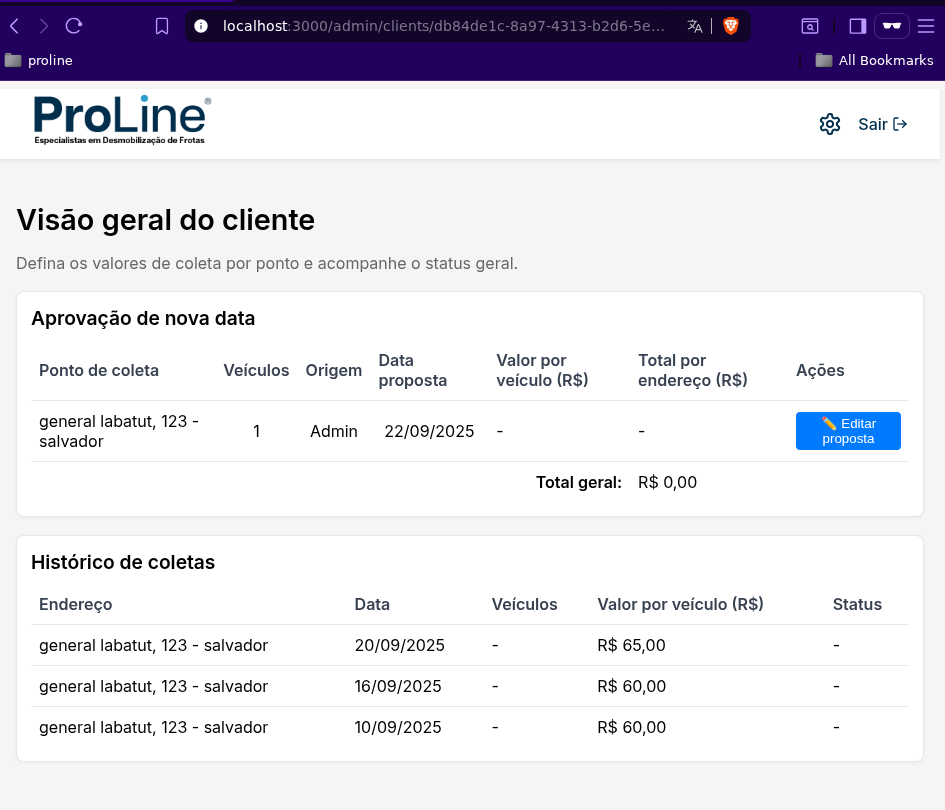 localhost:3000/admin/clients/db84de1c-8a97-4313-b2d6-5e...
proline
All Bookmarks
ProLine®
Especialistas em Desmobilização de Frotas
Sair
Visão geral do cliente
Defina os valores de coleta por ponto e acompanhe o status geral.
Aprovação de nova data
Ponto de coleta Veículos Origem Data proposta Valor por veículo (R$) Total por endereço (R$) Ações
general labatut, 123 - salvador 1 Admin 22/09/2025 - - ✏️ Editar proposta
Total geral: R$ 0,00
Histórico de coletas
Endereço Data Veículos Valor por veículo (R$) Status
general labatut, 123 - salvador 20/09/2025 - R$ 65,00 -
general labatut, 123 - salvador 16/09/2025 - R$ 60,00 -
general labatut, 123 - salvador 10/09/2025 - R$ 60,00 -